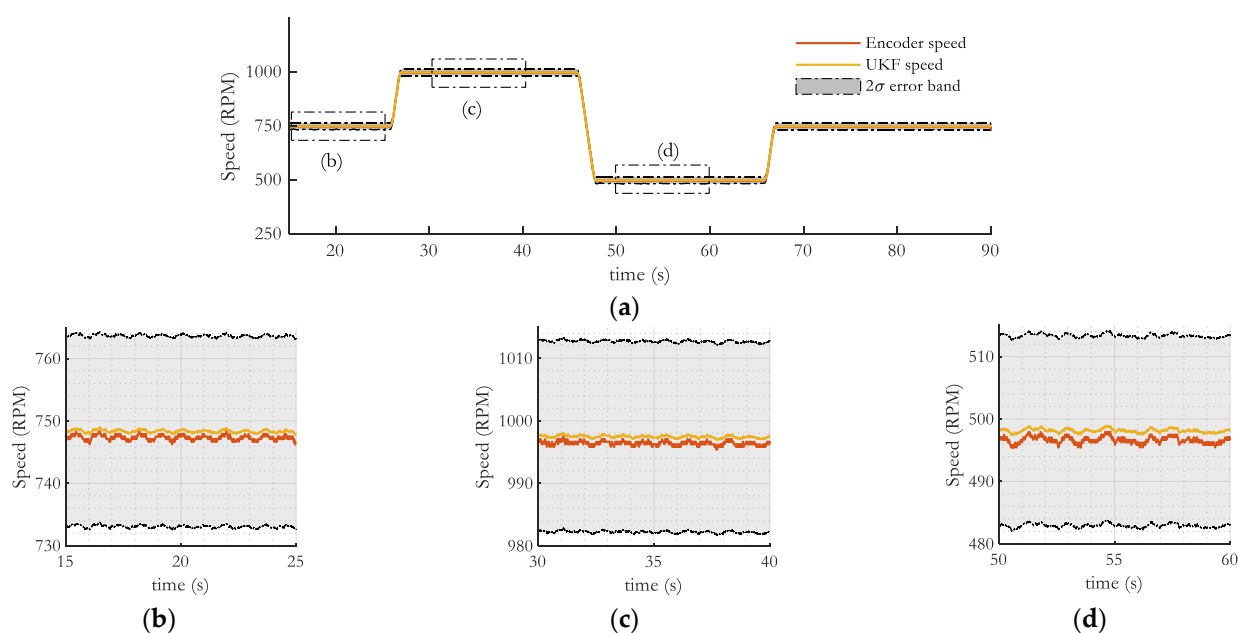 Encoder speed
UKF speed
2σ error band
Speed (RPM)
1000
750
500
250
(b)
(c)
(d)
20 30 40 50 60 70 80 90
time (s)
(a)
Speed (RPM)
760
750
740
730
15 20 25
time (s)
(b)
Speed (RPM)
1010
1000
990
980
30 35 40
time (s)
(c)
Speed (RPM)
510
500
490
480
50 55 60
time (s)
(d)